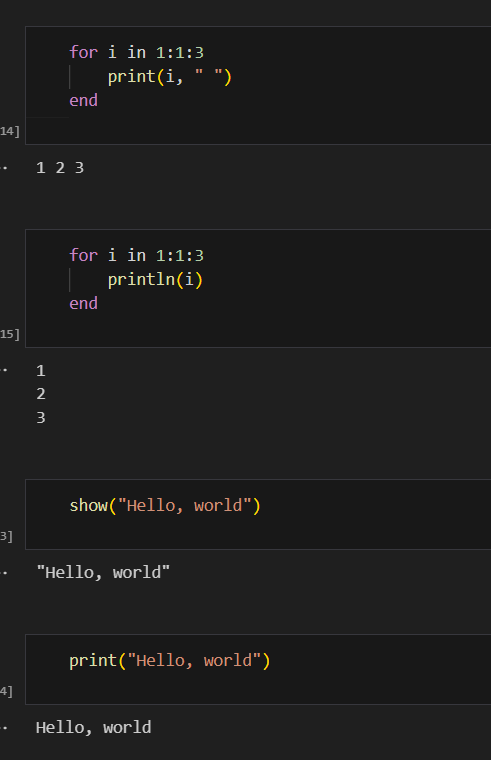 for i in 1:1:3
    print(i, " ")
end
14]
1 2 3
for i in 1:1:3
    println(i)
end
15]
1
2
3
show("Hello, world")
3]
"Hello, world"
print("Hello, world")
4]
Hello, world